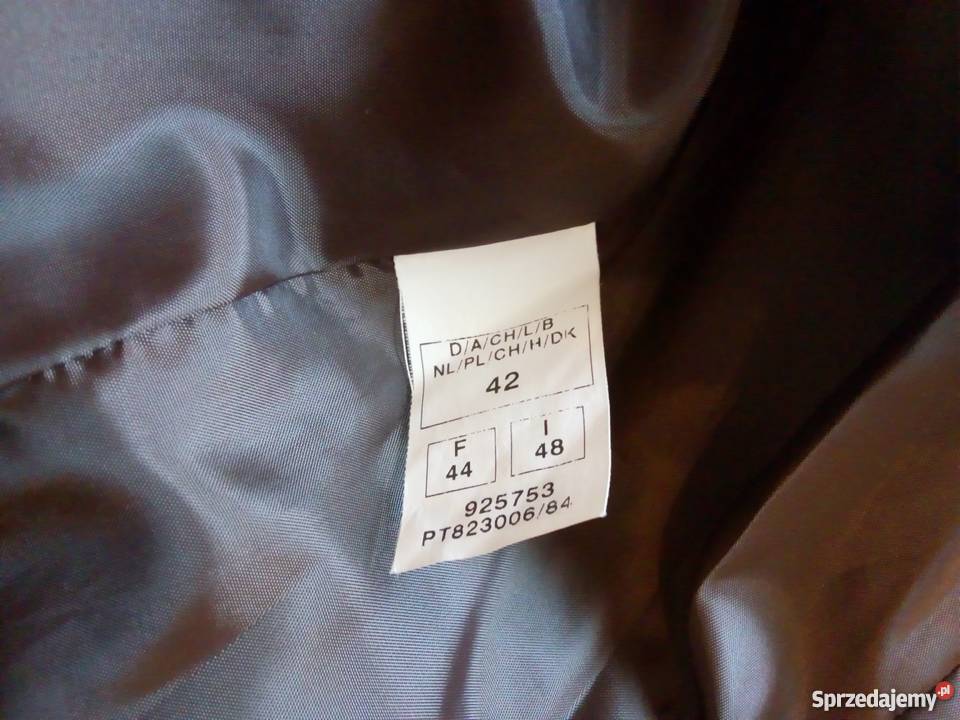 D/A/CH/L/B
NL/PL/CH/H/DK
42
F
44
I
48
925753
PT823006/84
Sprzedajemy.pl